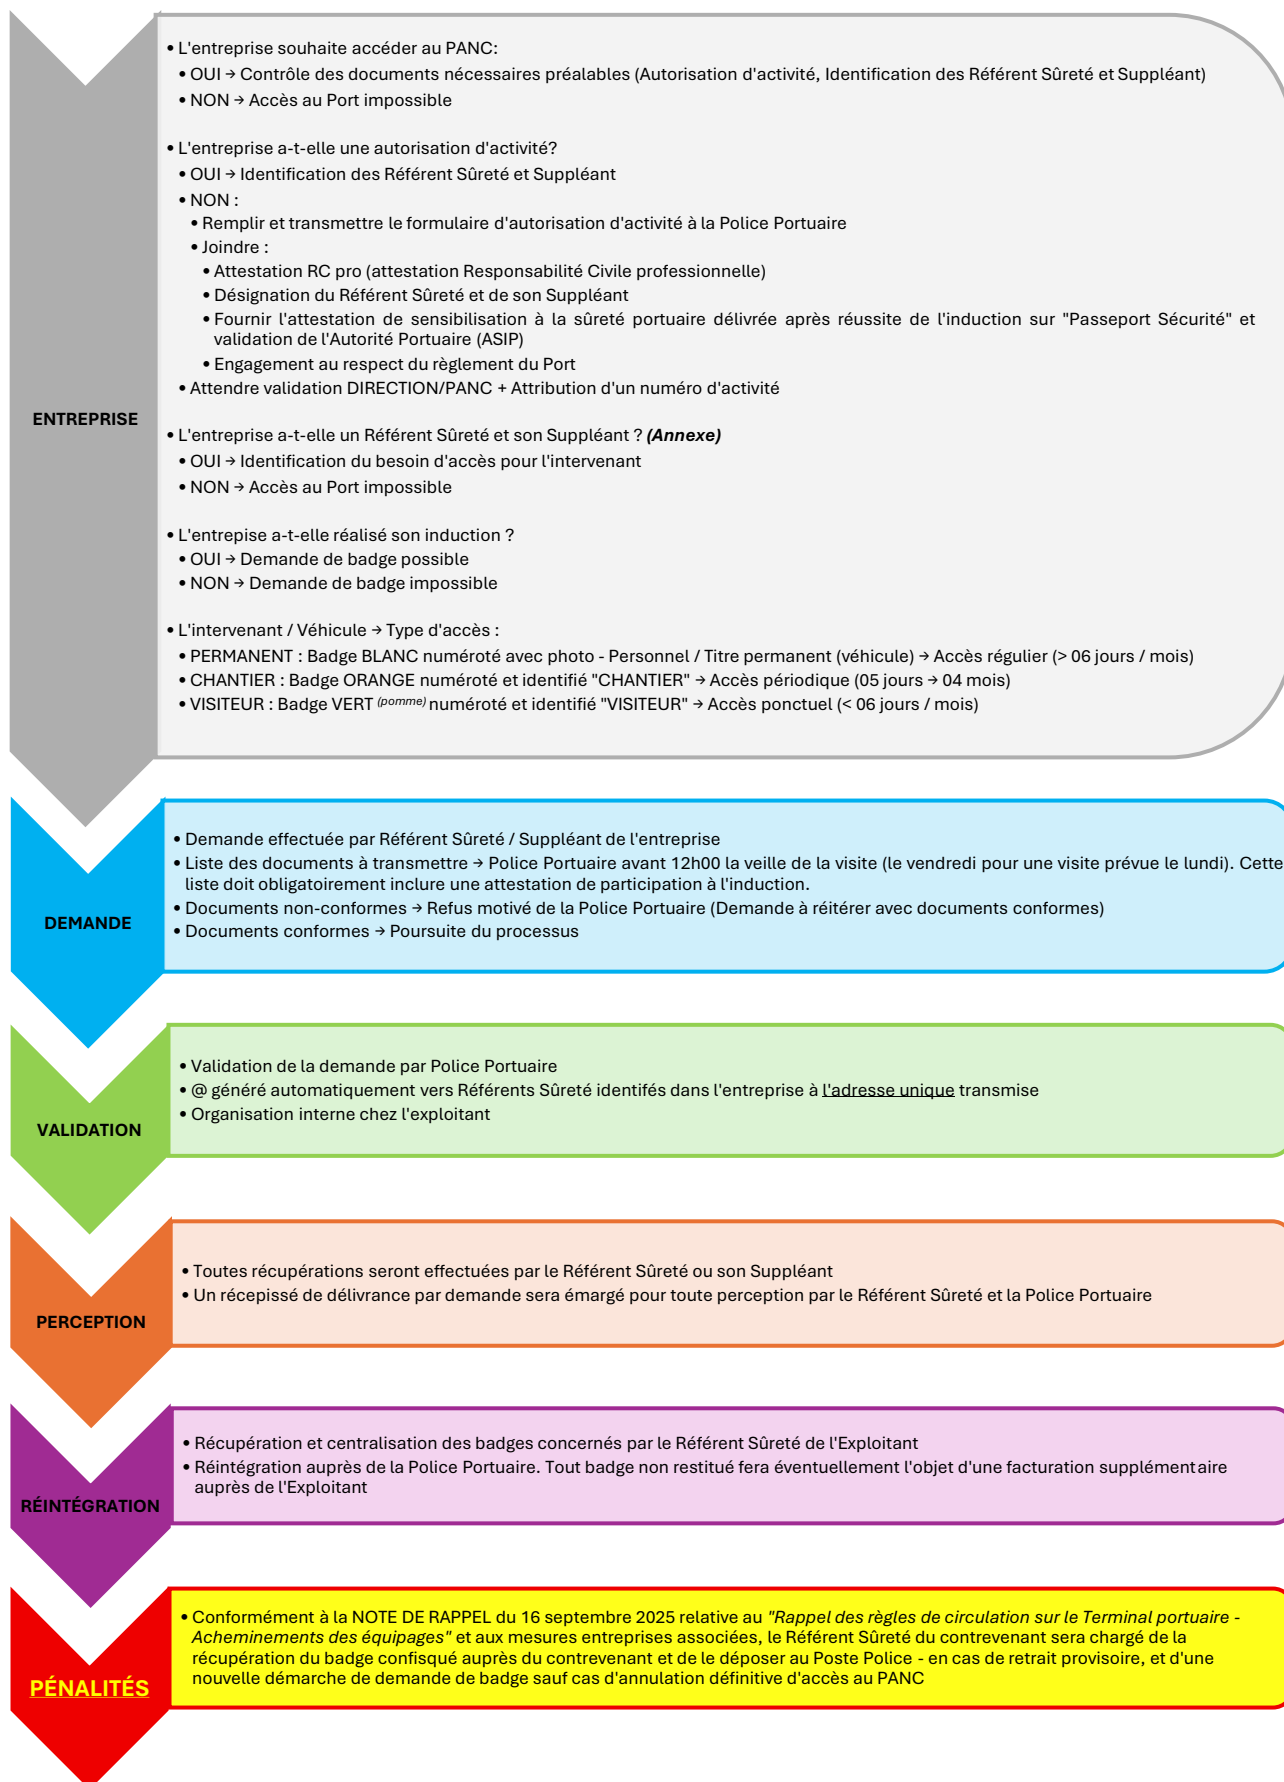 ENTREPRISE
• L'entreprise souhaite accéder au PANC:
• OUI → Contrôle des documents nécessaires préalables (Autorisation d'activité, Identification des Référent Sûreté et Suppléant)
• NON → Accès au Port impossible
• L'entreprise a-t-elle une autorisation d'activité?
• OUI → Identification des Référent Sûreté et Suppléant
• NON :
• Remplir et transmettre le formulaire d'autorisation d'activité à la Police Portuaire
• Joindre :
• Attestation RC pro (attestation Responsabilité Civile professionnelle)
• Désignation du Référent Sûreté et de son Suppléant
• Fournir l'attestation de sensibilisation à la sûreté portuaire délivrée après réussite de l'induction sur "Passeport Sécurité" et
validation de l'Autorité Portuaire (ASIP)
• Engagement au respect du règlement du Port
• Attendre validation DIRECTION/PANC + Attribution d'un numéro d'activité
• L'entreprise a-t-elle un Référent Sûreté et son Suppléant ? (Annexe)
• OUI → Identification du besoin d'accès pour l'intervenant
• NON → Accès au Port impossible
• L'entrepise a-t-elle réalisé son induction ?
• OUI → Demande de badge possible
• NON → Demande de badge impossible
• L'intervenant / Véhicule → Type d'accès :
• PERMANENT : Badge BLANC numéroté avec photo - Personnel / Titre permanent (véhicule) → Accès régulier (> 06 jours / mois)
• CHANTIER : Badge ORANGE numéroté et identifié "CHANTIER" → Accès périodique (05 jours → 04 mois)
• VISITEUR : Badge VERT (pomme) numéroté et identifié "VISITEUR" → Accès ponctuel (< 06 jours / mois)
DEMANDE
• Demande effectuée par Référent Sûreté / Suppléant de l'entreprise
• Liste des documents à transmettre → Police Portuaire avant 12h00 la veille de la visite (le vendredi pour une visite prévue le lundi). Cette
liste doit obligatoirement inclure une attestation de participation à l'induction.
• Documents non-conformes → Refus motivé de la Police Portuaire (Demande à réitérer avec documents conformes)
• Documents conformes → Poursuite du processus
VALIDATION
• Validation de la demande par Police Portuaire
• @ généré automatiquement vers Référents Sûreté identifés dans l'entreprise à l'adresse unique transmise
• Organisation interne chez l'exploitant
PERCEPTION
• Toutes récupérations seront effectuées par le Référent Sûreté ou son Suppléant
• Un récepissé de délivrance par demande sera émargé pour toute perception par le Référent Sûreté et la Police Portuaire
RÉINTÉGRATION
• Récupération et centralisation des badges concernés par le Référent Sûreté de l'Exploitant
• Réintégration auprès de la Police Portuaire. Tout badge non restitué fera éventuellement l'objet d'une facturation supplémentaire
auprès de l'Exploitant
PÉNALITÉS
• Conformément à la NOTE DE RAPPEL du 16 septembre 2025 relative au "Rappel des règles de circulation sur le Terminal portuaire -
Acheminements des équipages" et aux mesures entreprises associées, le Référent Sûreté du contrevenant sera chargé de la
récupération du badge confisqué auprès du contrevenant et de le déposer au Poste Police - en cas de retrait provisoire, et d'une
nouvelle démarche de demande de badge sauf cas d'annulation définitive d'accès au PANC